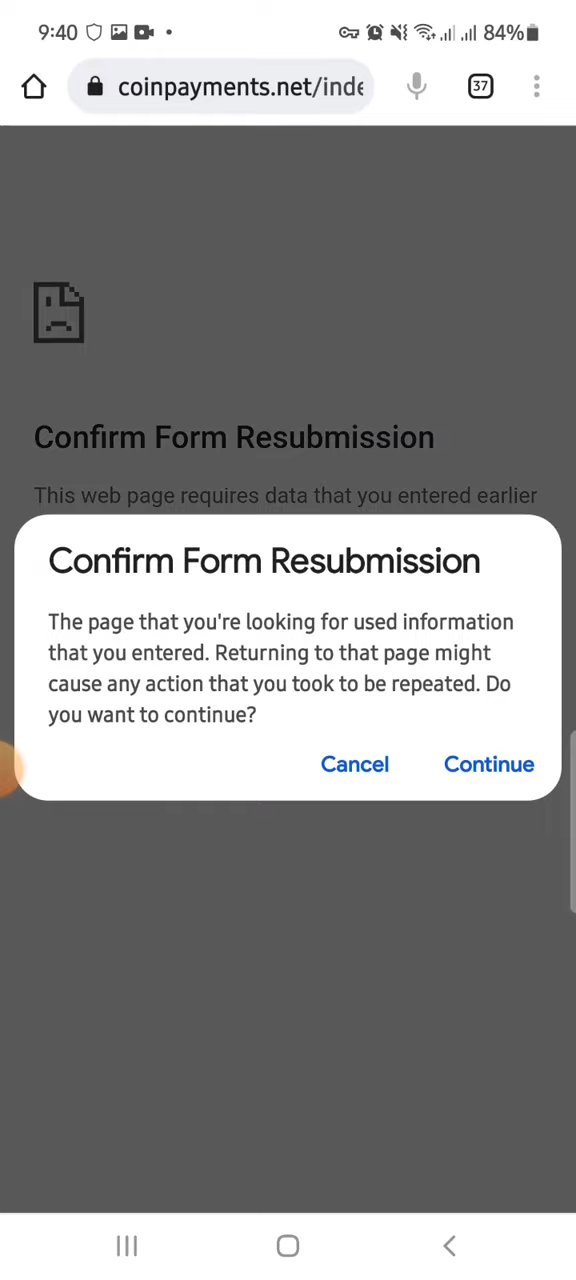 9:40
84%
coinpayments.net/inde
37
Confirm Form Resubmission
This web page requires data that you entered earlier
Confirm Form Resubmission
The page that you're looking for used information
that you entered. Returning to that page might
cause any action that you took to be repeated. Do
you want to continue?
Cancel Continue